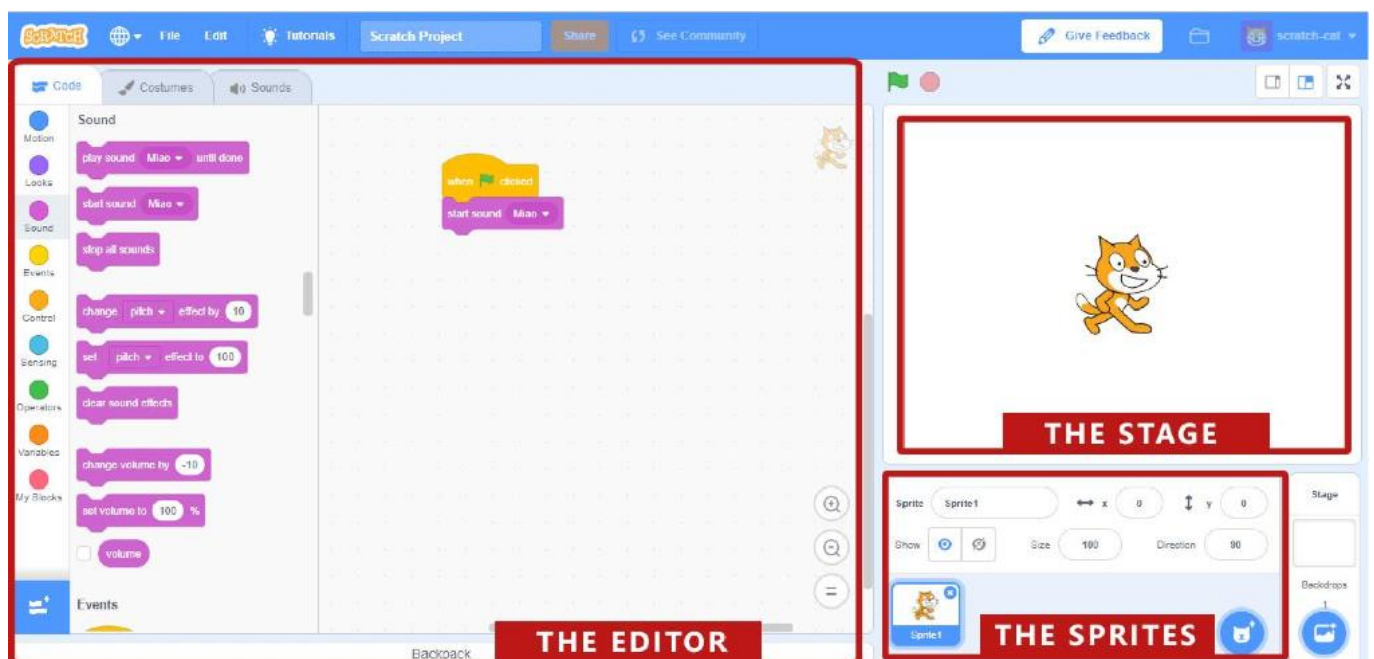 SCRATCH File Edit Tutorials Scratch Project Share See Community Give Feedback scratch-cat
Code Costumes Sounds
Motion
Looks
Sound
Events
Control
Sensing
Operators
Variables
My Blocks
Sound
play sound Miao until done
start sound Miao
stop all sounds
change pitch effect by 10
set pitch effect to 100
clear sound effects
change volume by -10
set volume to 100 %
volume
Events
when clicked
start sound Miao
Backpack
THE EDITOR
THE STAGE
Sprite Sprite1 x 0 y 0
Show Size 100 Direction 90
Sprite1
THE SPRITES
Stage
Backdrops
1